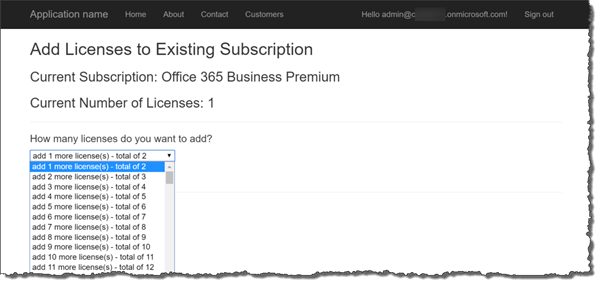 Application name Home About Contact Customers Hello admin@c .onmicrosoft.com! Sign out
Add Licenses to Existing Subscription
Current Subscription: Office 365 Business Premium
Current Number of Licenses: 1
How many licenses do you want to add?
add 1 more license(s) - total of 2
add 1 more license(s) - total of 2
add 2 more license(s) - total of 3
add 3 more license(s) - total of 4
add 4 more license(s) - total of 5
add 5 more license(s) - total of 6
add 6 more license(s) - total of 7
add 7 more license(s) - total of 8
add 8 more license(s) - total of 9
add 9 more license(s) - total of 10
add 10 more license(s) - total of 11
add 11 more license(s) - total of 12